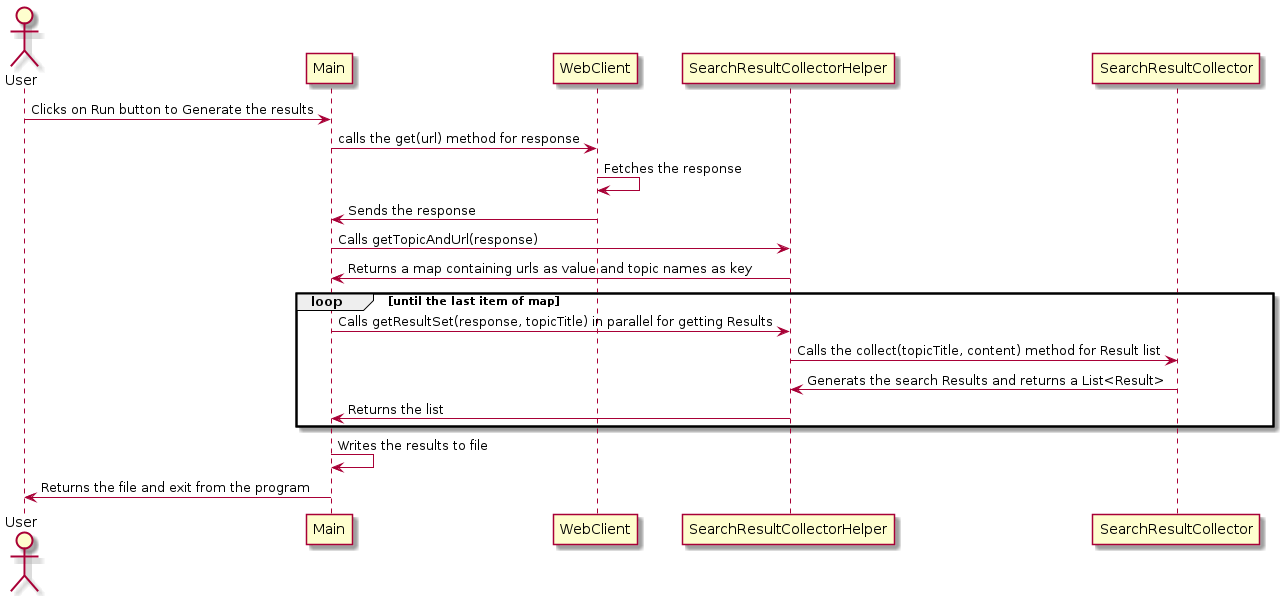 User
Main
WebClient
SearchResultCollectorHelper
SearchResultCollector
Clicks on Run button to Generate the results
calls the get(url) method for response
Fetches the response
Sends the response
Calls getTopicAndUrl(response)
Returns a map containing urls as value and topic names as key
loop
[until the last item of map]
Calls getResultSet(response, topicTitle) in parallel for getting Results
Calls the collect(topicTitle, content) method for Result list
Generats the search Results and returns a List<Result>
Returns the list
Writes the results to file
Returns the file and exit from the program
User
Main
WebClient
SearchResultCollectorHelper
SearchResultCollector